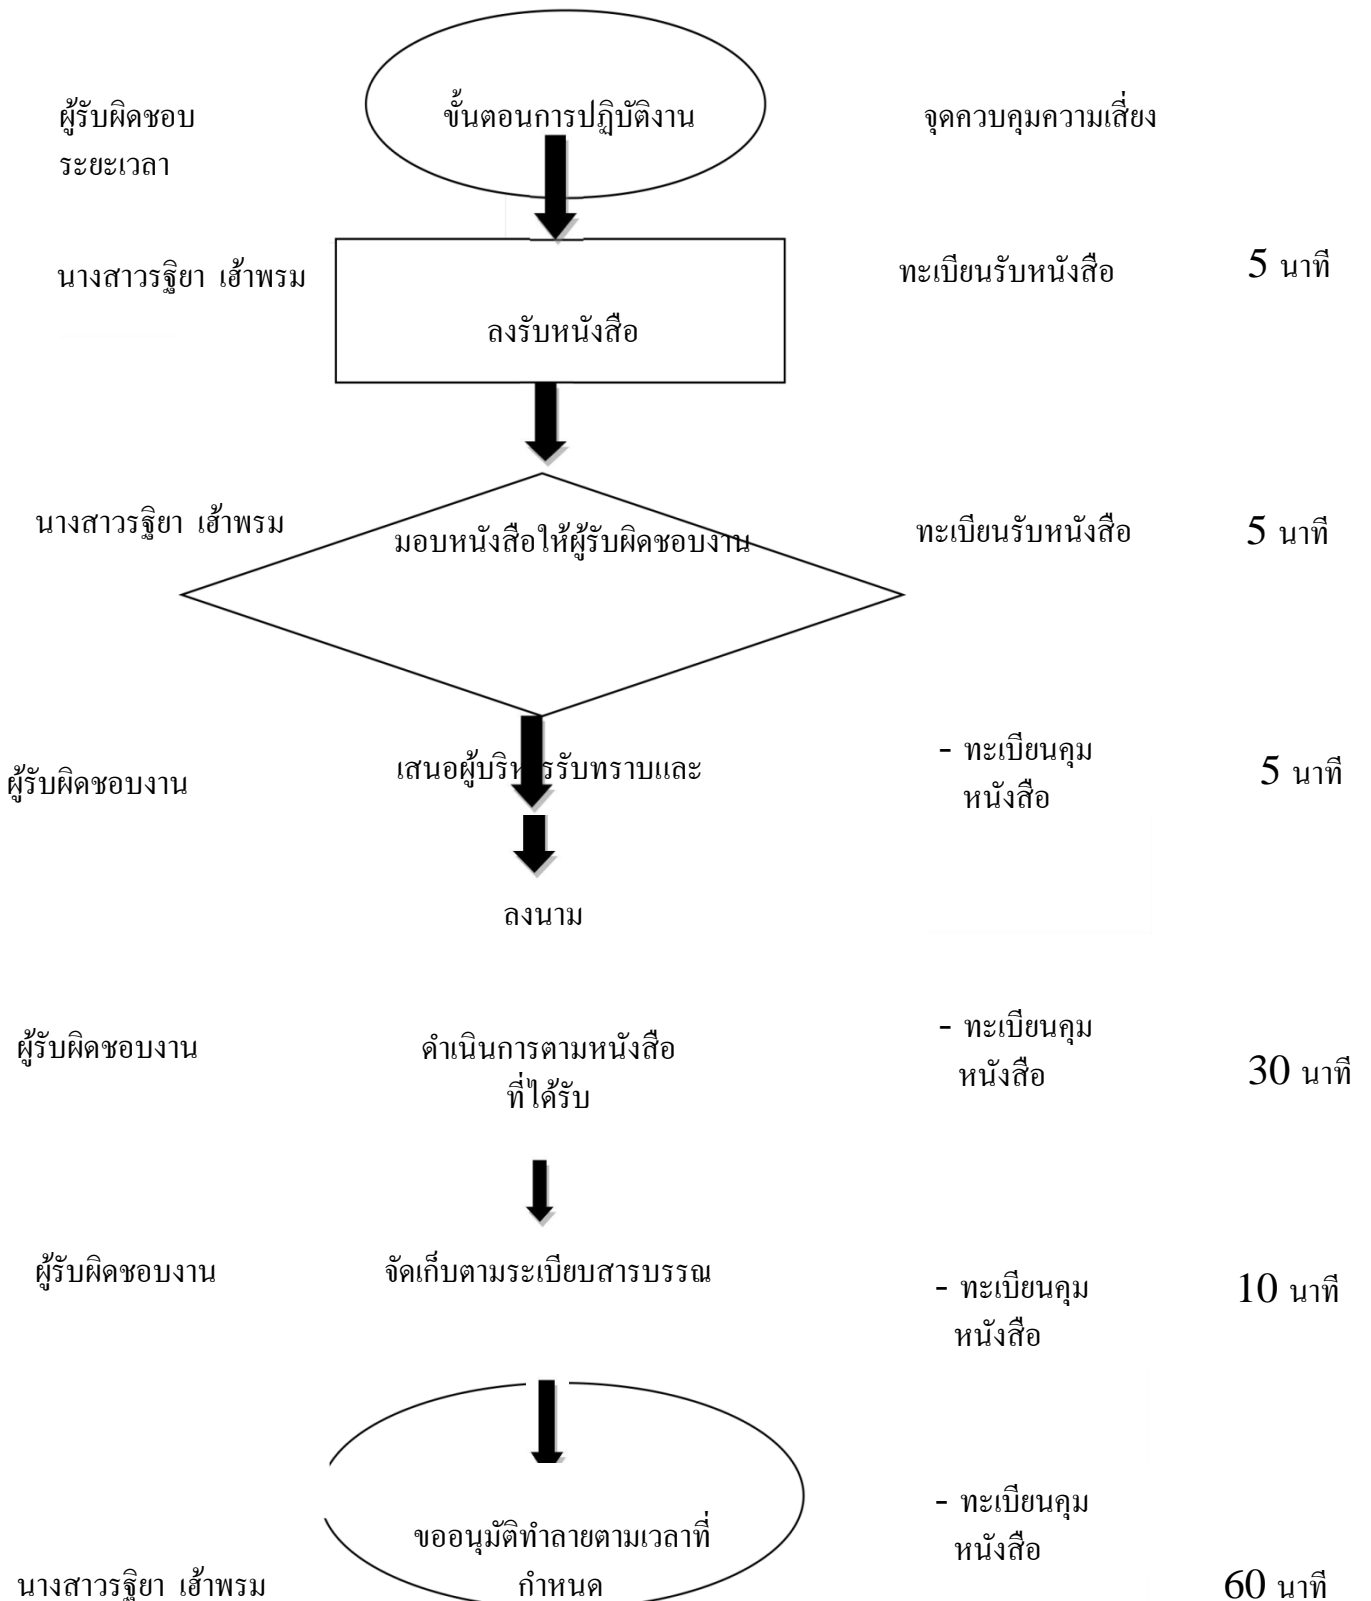 ผู้รับผิดชอบ ขั้นตอนการปฏิบัติงาน จุดควบคุมความเสี่ยง
ระยะเวลา
นางสาวรฐิยา เฮ้าพรม ทะเบียนรับหนังสือ 5 นาที
ลงรับหนังสือ
นางสาวรฐิยา เฮ้าพรม มอบหนังสือให้ผู้รับผิดชอบงาน ทะเบียนรับหนังสือ 5 นาที
ผู้รับผิดชอบงาน เสนอผู้บริหารรับทราบและ - ทะเบียนคุม 5 นาที
หนังสือ
ลงนาม
ผู้รับผิดชอบงาน ดำเนินการตามหนังสือ - ทะเบียนคุม
ที่ได้รับ หนังสือ 30 นาที
ผู้รับผิดชอบงาน จัดเก็บตามระเบียบสารบรรณ - ทะเบียนคุม 10 นาที
หนังสือ
- ทะเบียนคุม
ขออนุมัติทำลายตามเวลาที่ หนังสือ
นางสาวรฐิยา เฮ้าพรม กำหนด 60 นาที